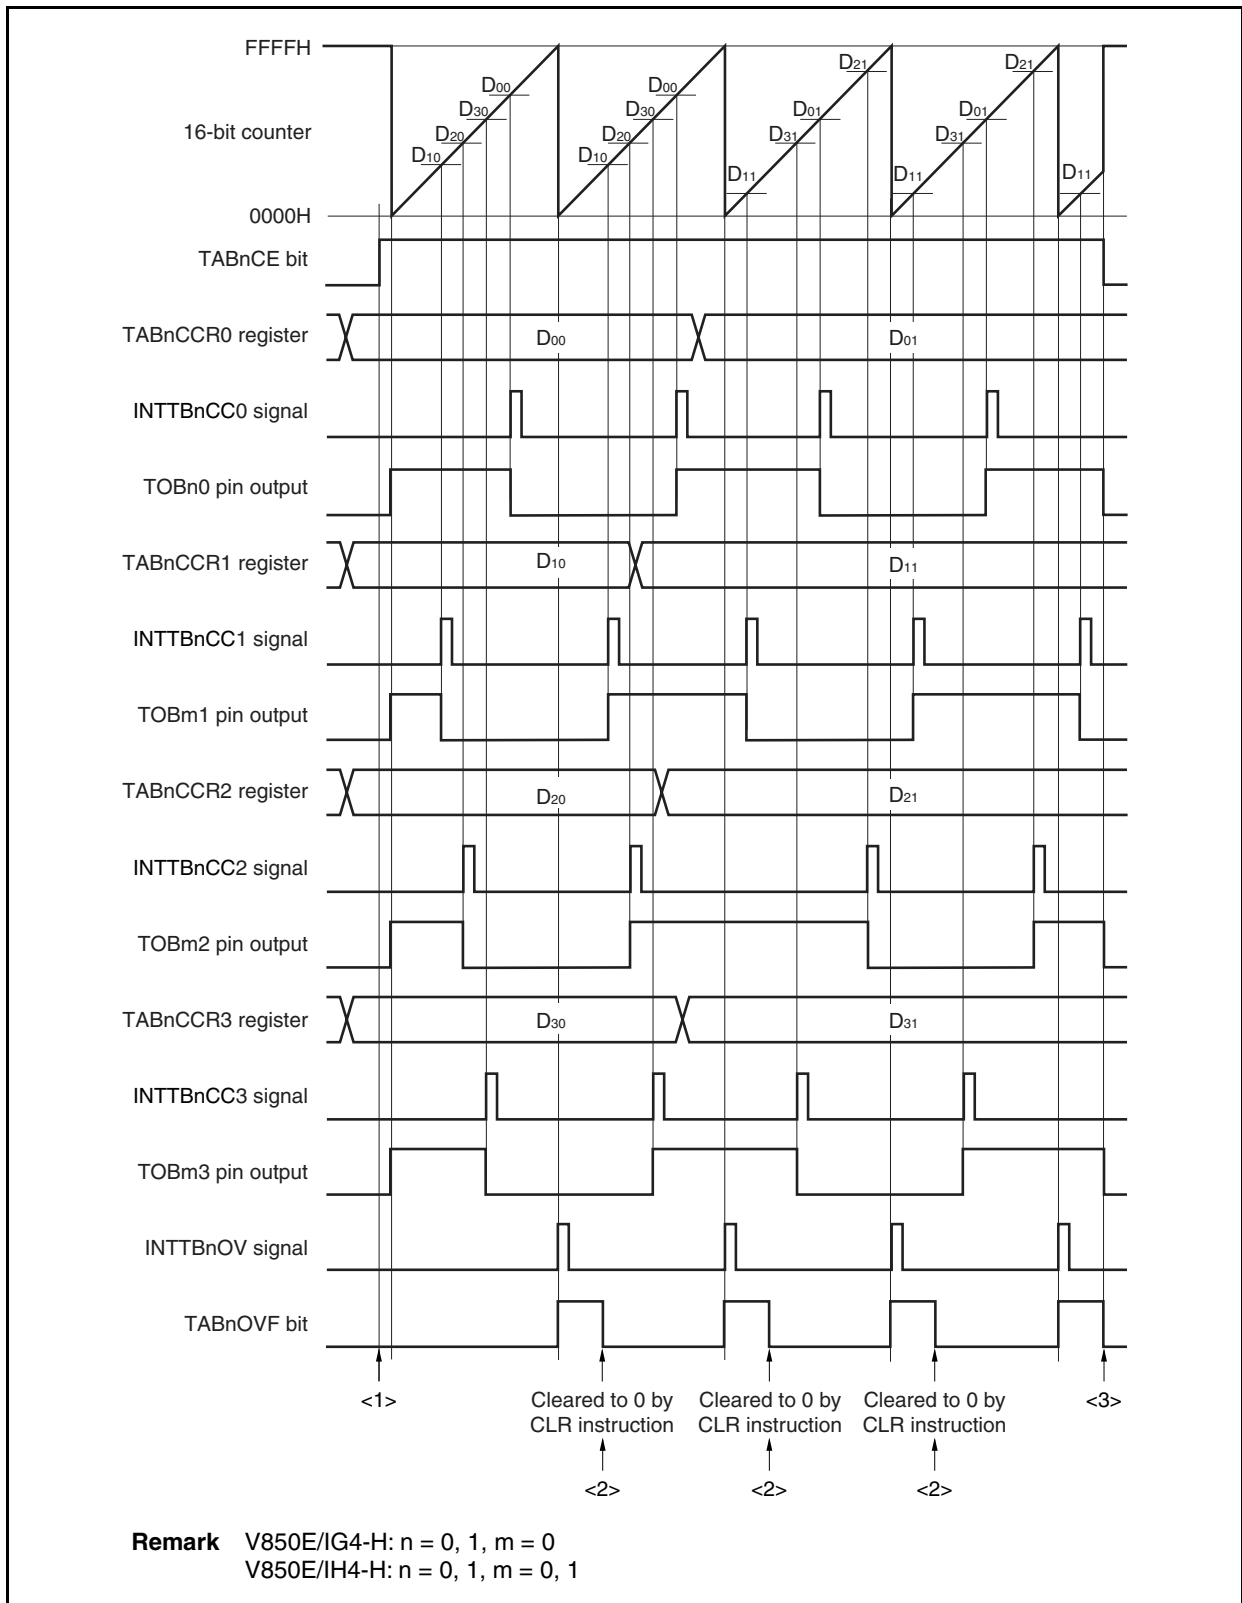 FFFFH
D21
D21
D00
D00
D30
D30
D01
D01
16-bit counter
D20
D20
D31
D31
D10
D10
D11
D11
D11
0000H
TABnCE bit
TABnCCR0 register
D00
D01
INTTBnCC0 signal
TOBn0 pin output
TABnCCR1 register
D10
D11
INTTBnCC1 signal
TOBm1 pin output
TABnCCR2 register
D20
D21
INTTBnCC2 signal
TOBm2 pin output
TABnCCR3 register
D30
D31
INTTBnCC3 signal
TOBm3 pin output
INTTBnOV signal
TABnOVF bit
<1>
Cleared to 0 by
CLR instruction
Cleared to 0 by
CLR instruction
Cleared to 0 by
CLR instruction
<3>
<2>
<2>
<2>
Remark V850E/IG4-H: n = 0, 1, m = 0
V850E/IH4-H: n = 0, 1, m = 0, 1